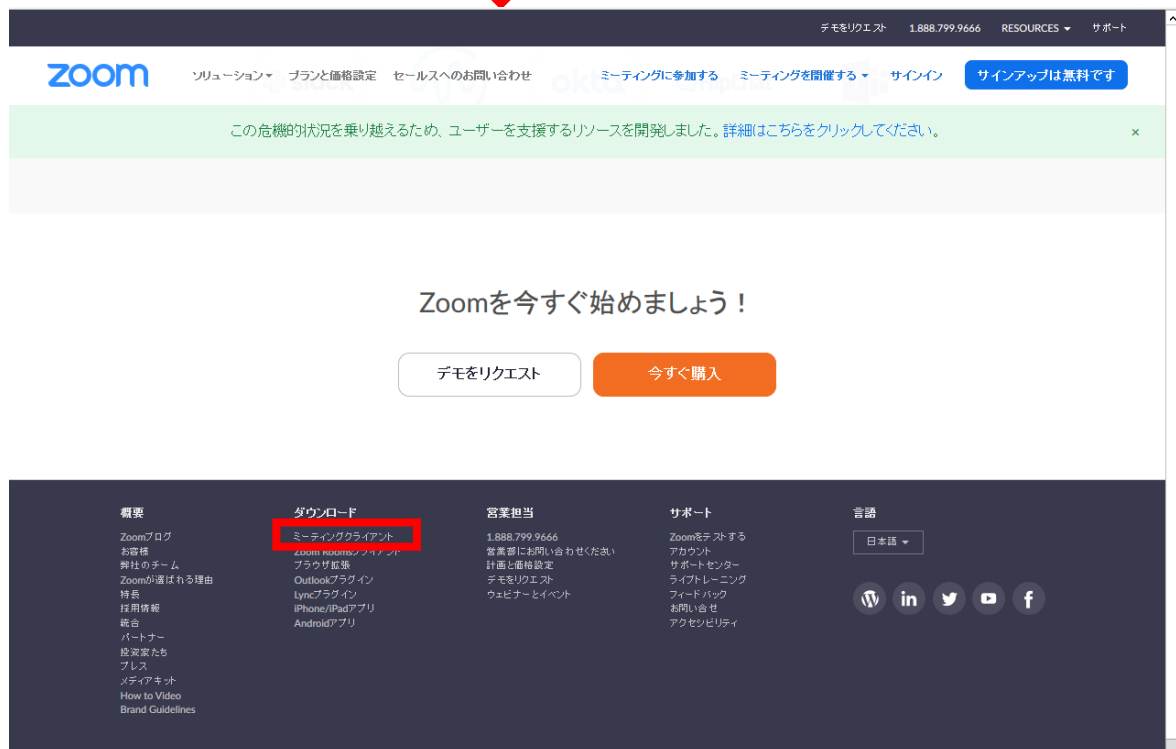 デモをリクエスト 1.888.799.9666 RESOURCES サポート
zoom ソリューション プランと価格設定 セールスへのお問い合わせ ミーティングに参加する ミーティングを開催する サインイン サインアップは無料です
この危機的状況を乗り越えるため、ユーザーを支援するリソースを開発しました。詳細はこちらをクリックしてください。 ×
Zoomを今すぐ始めましょう！
デモをリクエスト 今すぐ購入
概要
Zoomブログ
お客様
弊社のチーム
Zoomが選ばれる理由
特長
採用情報
統合
パートナー
投資家たち
プレス
メディアキット
How to Video
Brand Guidelines
ダウンロード
ミーティングクライアント
Zoom Roomsクライアント
ブラウザ拡張
Outlookプラグイン
Lyncプラグイン
iPhone/iPadアプリ
Androidアプリ
営業担当
1.888.799.9666
営業部にお問い合わせください
計画と価格設定
デモをリクエスト
ウェビナーとイベント
サポート
Zoomをテストする
アカウント
サポートセンター
ライブトレーニング
フィードバック
お問い合せ
アクセシビリティ
言語
日本語
in
f